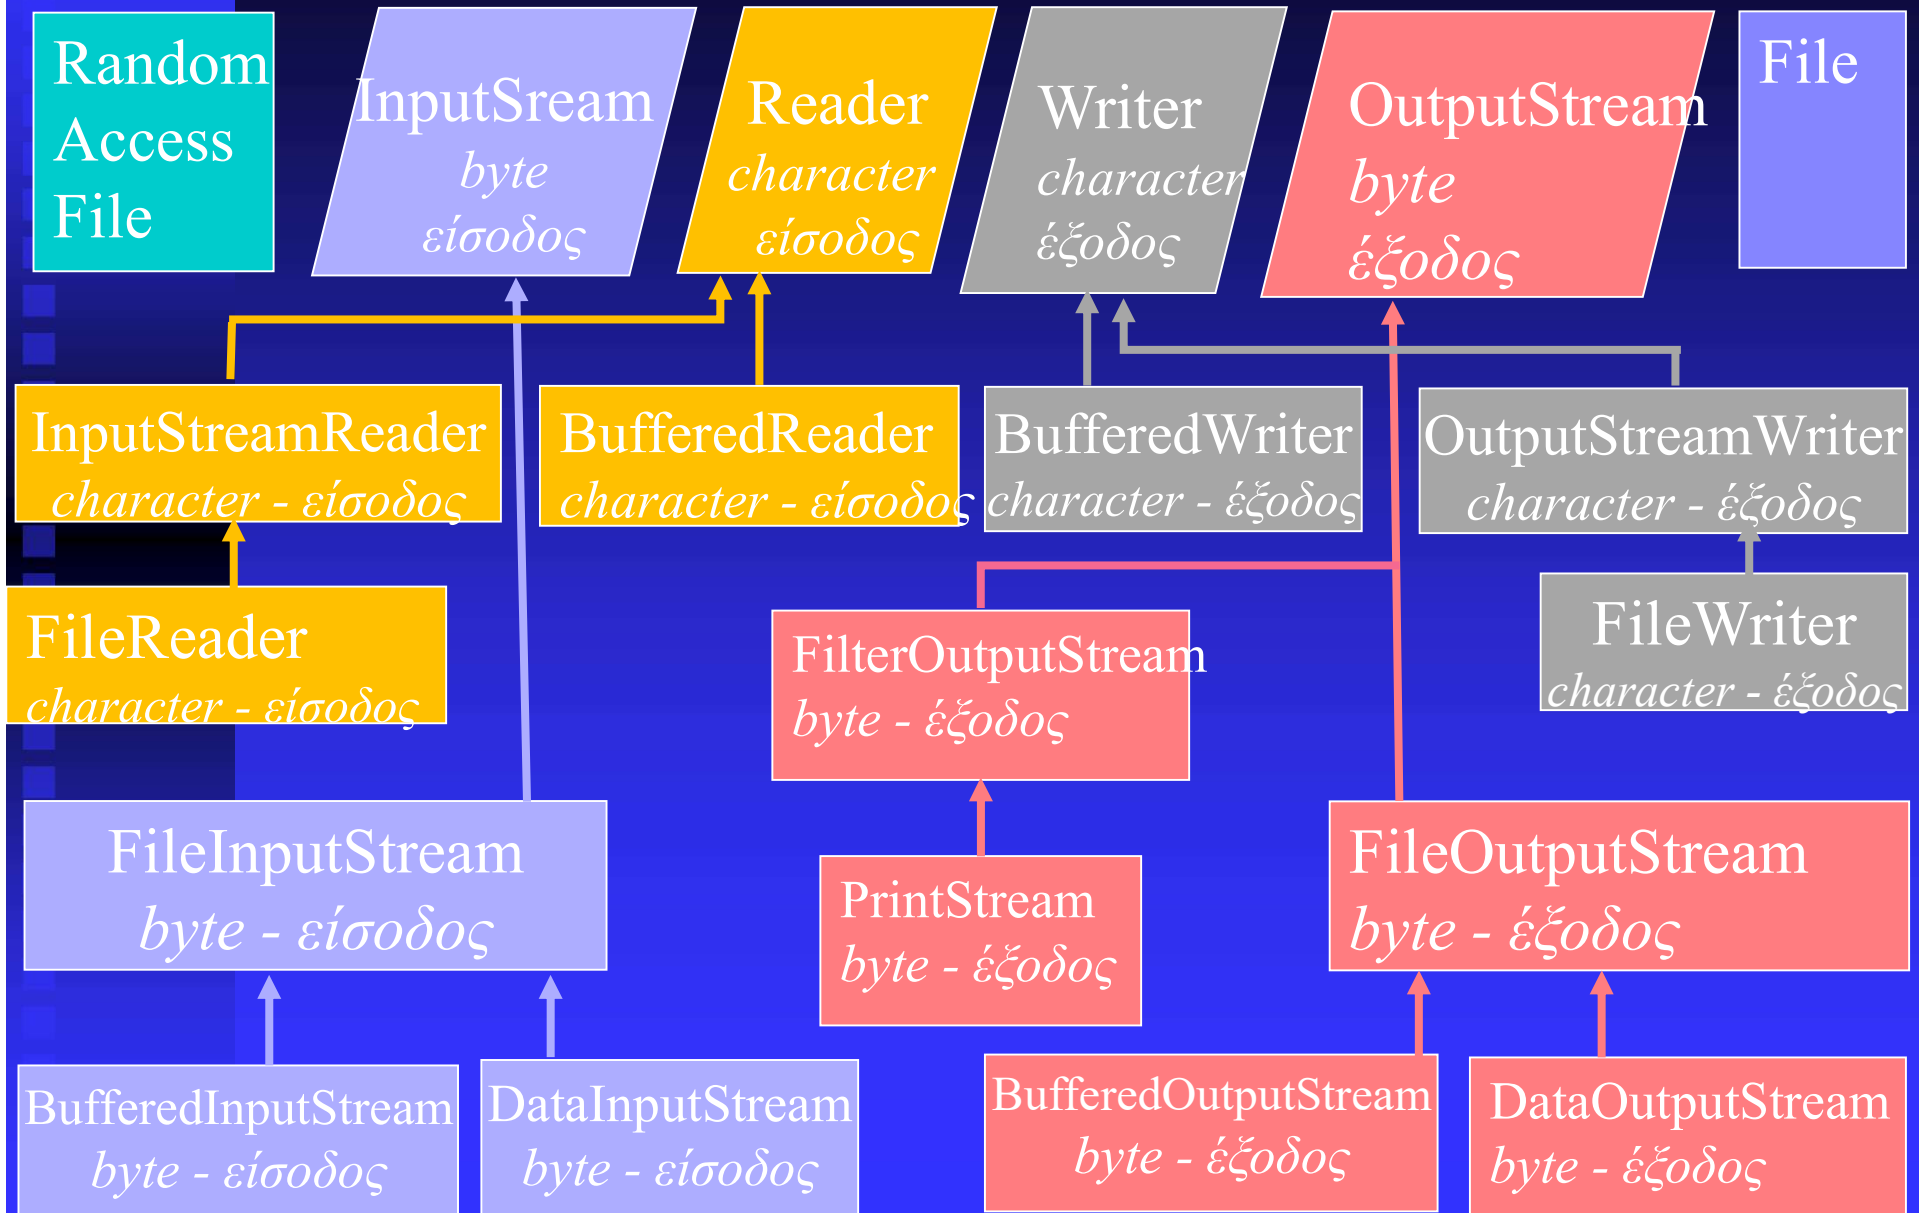 Random
Access
File
InputSream
byte
είσοδος
Reader
character
είσοδος
Writer
character
έξοδος
OutputStream
byte
έξοδος
File
InputStreamReader
character - είσοδος
BufferedReader
character - είσοδος
BufferedWriter
character - έξοδος
OutputStreamWriter
character - έξοδος
FileReader
character - είσοδος
FilterOutputStream
byte - έξοδος
FileWriter
character - έξοδος
FileInputStream
byte - είσοδος
PrintStream
byte - έξοδος
FileOutputStream
byte - έξοδος
BufferedInputStream
byte - είσοδος
DataInputStream
byte - είσοδος
BufferedOutputStream
byte - έξοδος
DataOutputStream
byte - έξοδος